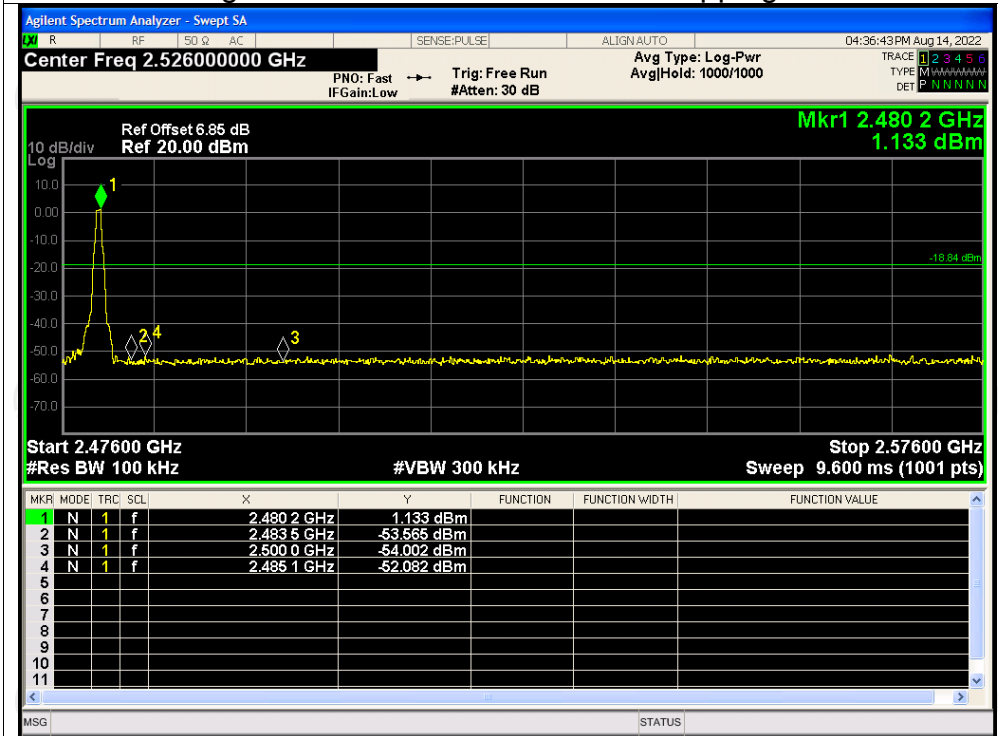 Agilent Spectrum Analyzer - Swept SA
LXI R RF 50 Ω AC SENSE:PULSE ALIGN AUTO 04:36:43 PM Aug 14, 2022
Center Freq 2.526000000 GHz
PNO: Fast Trig: Free Run
IFGain:Low #Atten: 30 dB
Avg Type: Log-Pwr
Avg|Hold: 1000/1000
TRACE 1 2 3 4 5 6
TYPE M
DET P N N N N N
Mkr1 2.480 2 GHz
1.133 dBm
Ref Offset 6.85 dB
10 dB/div Ref 20.00 dBm
Log
10.0
0.00
-10.0
-20.0
-30.0
-40.0
-50.0
-60.0
-70.0
1
2 4
3
-18.84 dBm
Start 2.47600 GHz Stop 2.57600 GHz
#Res BW 100 kHz #VBW 300 kHz Sweep 9.600 ms (1001 pts)
MKR MODE TRC SCL X Y FUNCTION FUNCTION WIDTH FUNCTION VALUE
1 N 1 f 2.480 2 GHz 1.133 dBm
2 N 1 f 2.483 5 GHz -53.565 dBm
3 N 1 f 2.500 0 GHz -54.002 dBm
4 N 1 f 2.485 1 GHz -52.082 dBm
5
6
7
8
9
10
11
MSG STATUS